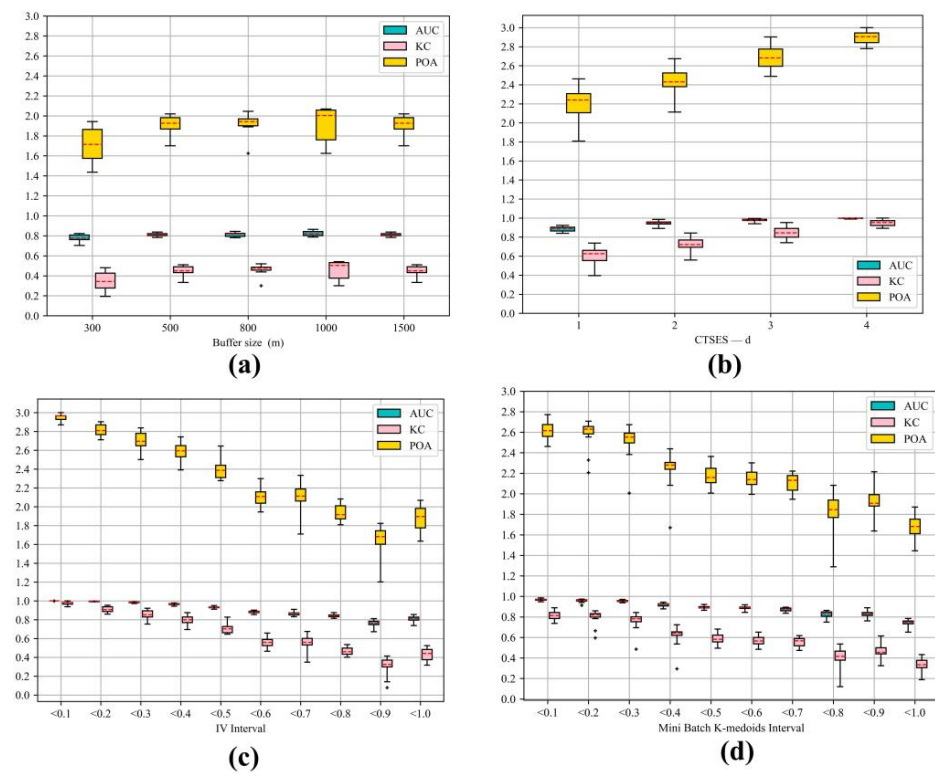 3.0
2.8
2.6
2.4
2.2
2.0
1.8
1.6
1.4
1.2
1.0
0.8
0.6
0.4
0.2
0.0
AUC
KC
POA
300 500 800 1000 1500
Buffer size (m)
(a)
3.0
2.8
2.6
2.4
2.2
2.0
1.8
1.6
1.4
1.2
1.0
0.8
0.6
0.4
0.2
0.0
AUC
KC
POA
1 2 3 4
CTSES — d
(b)
3.0
2.8
2.6
2.4
2.2
2.0
1.8
1.6
1.4
1.2
1.0
0.8
0.6
0.4
0.2
0.0
AUC
KC
POA
<0.1 <0.2 <0.3 <0.4 <0.5 <0.6 <0.7 <0.8 <0.9 <1.0
IV Interval
(c)
3.0
2.8
2.6
2.4
2.2
2.0
1.8
1.6
1.4
1.2
1.0
0.8
0.6
0.4
0.2
0.0
AUC
KC
POA
<0.1 <0.2 <0.3 <0.4 <0.5 <0.6 <0.7 <0.8 <0.9 <1.0
Mini Batch K-medoids Interval
(d)